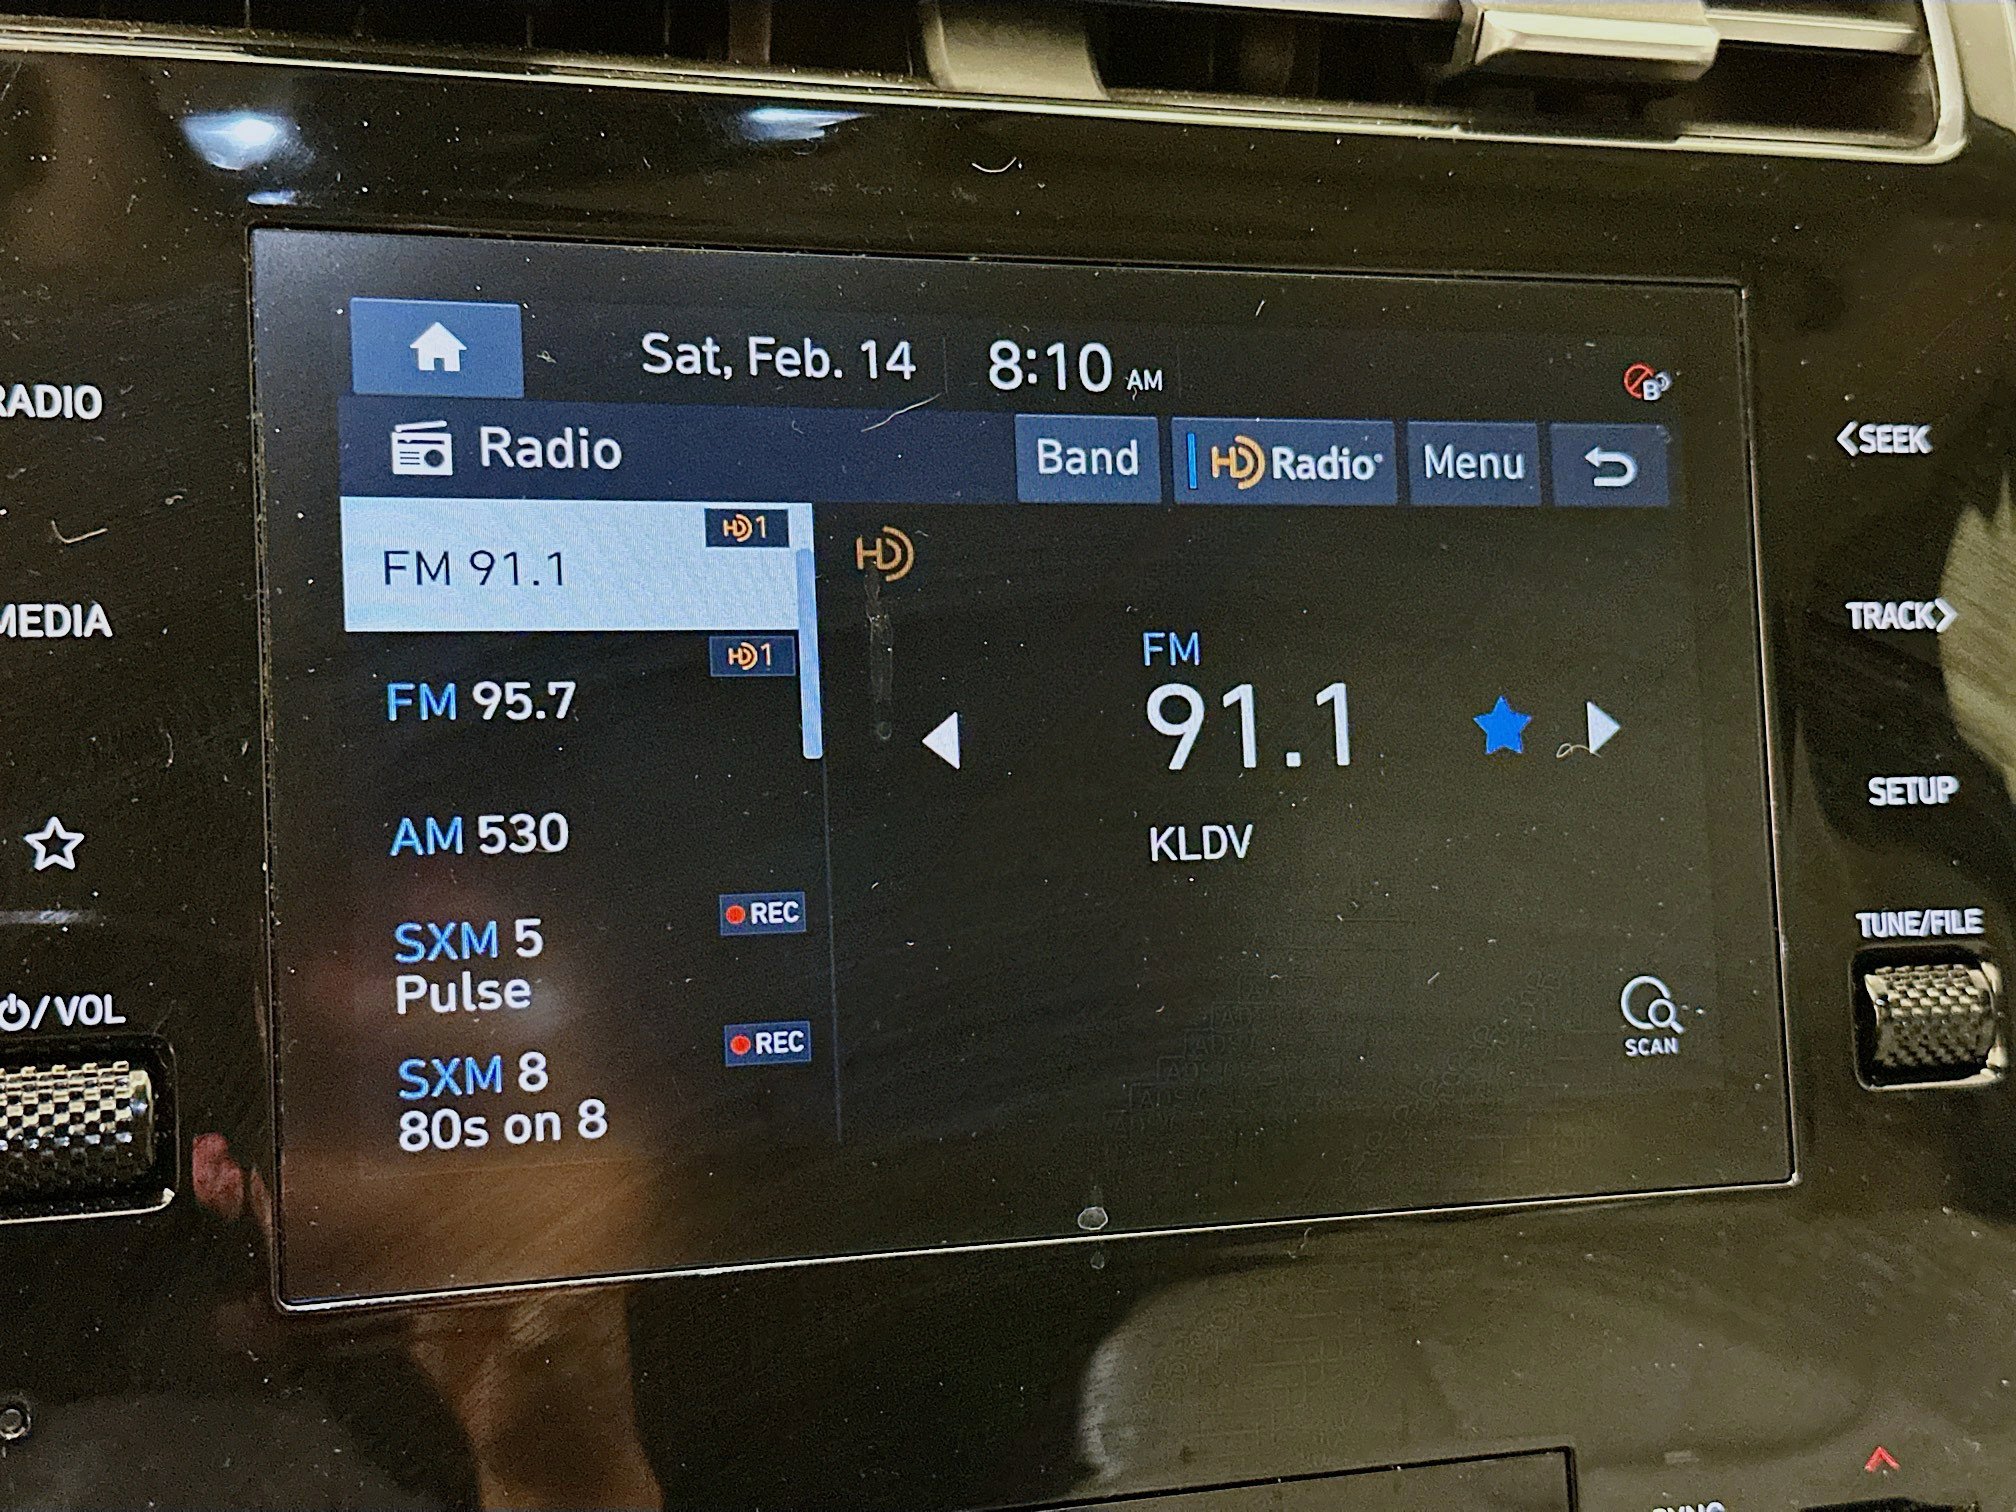 Sat, Feb. 14 8:10 AM
Radio Band HD Radio Menu
FM 91.1 HD1
FM 95.7 HD1
AM 530
SXM 5 REC
Pulse
SXM 8 REC
80s on 8
HD
FM
91.1
KLDV
SCAN
RADIO
MEDIA
/VOL
<SEEK
TRACK>
SETUP
TUNE/FILE
SYNC